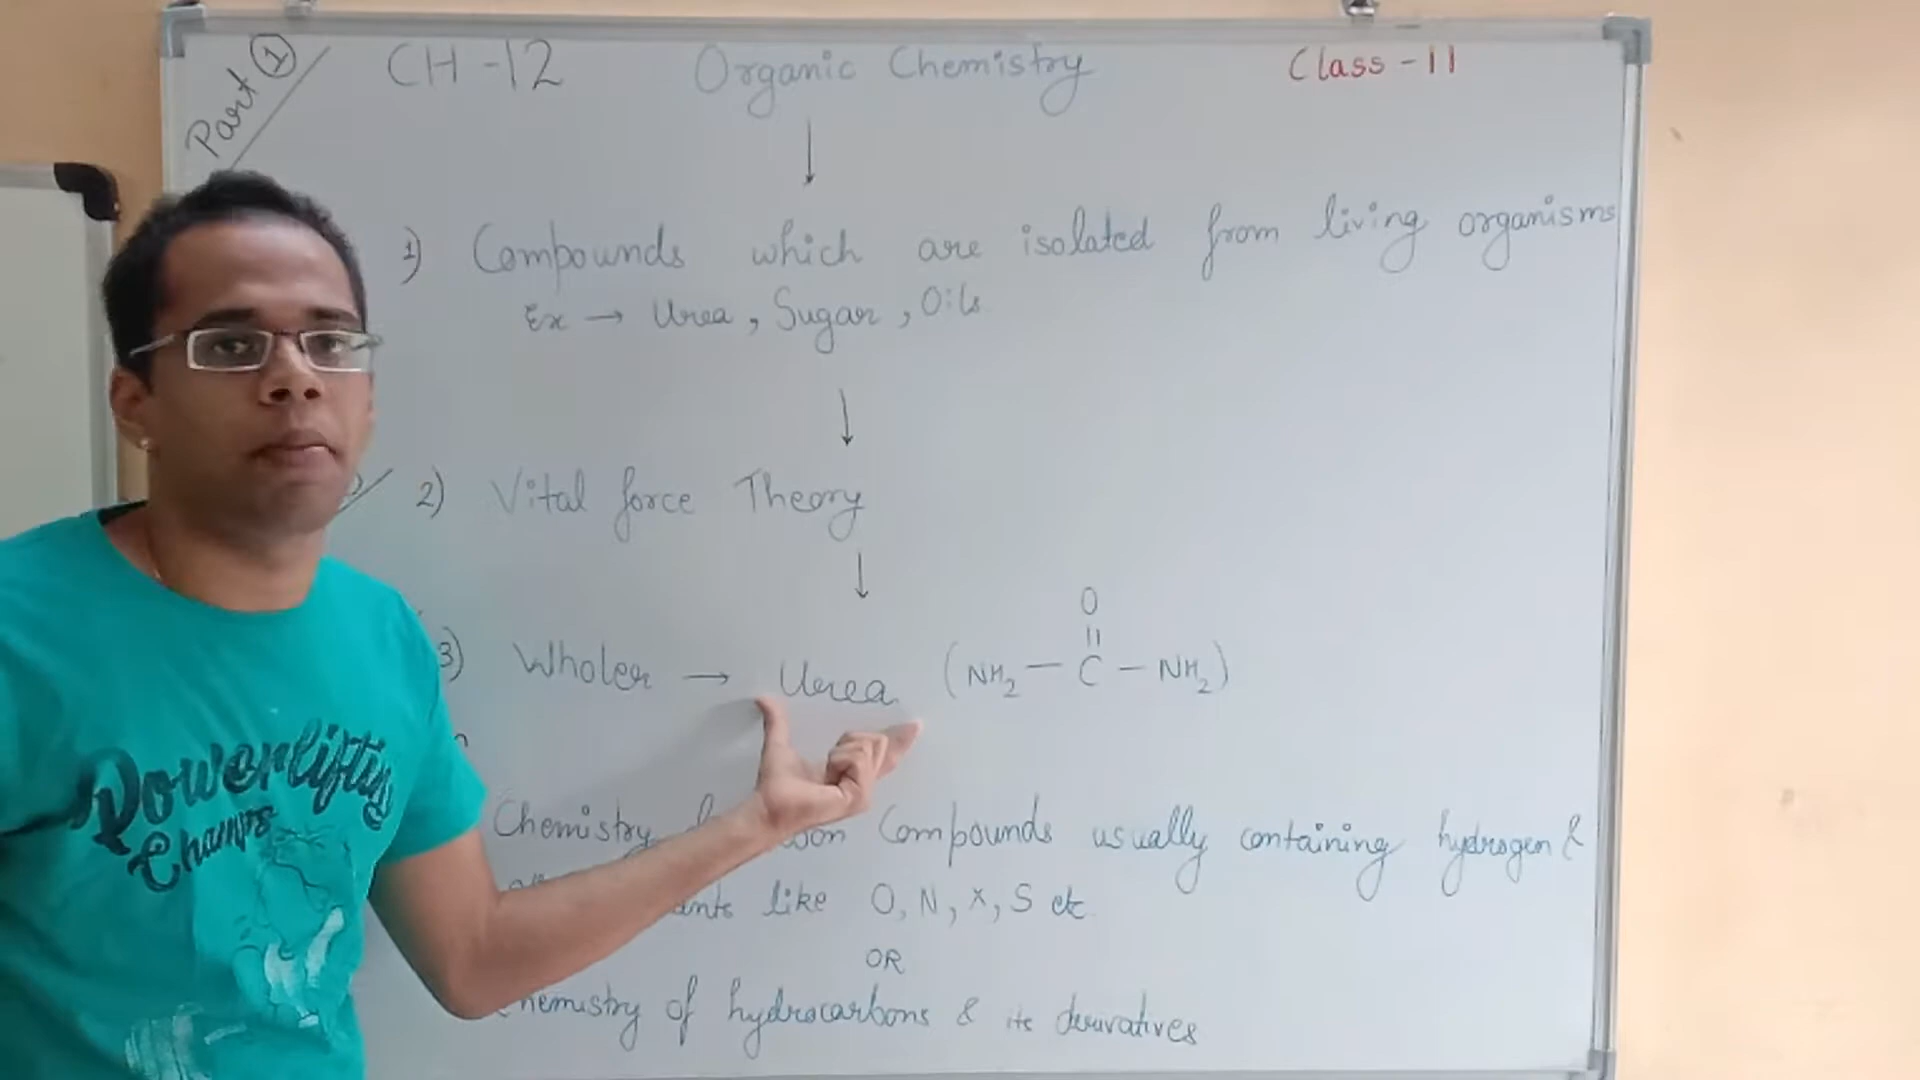 Part 1
CH-12 Organic Chemistry Class-11
↓
1) Compounds which are isolated from living organisms
Ex → Urea, Sugar, Oils
↓
2) Vital force Theory
↓
O
||
3) Wholer → Urea (NH₂ — C — NH₂)
Chemistry Compounds usually containing hydrogen &
like O, N, X, S etc.
OR
of hydrocarbons & its derivatives
Powerlifting
Champs